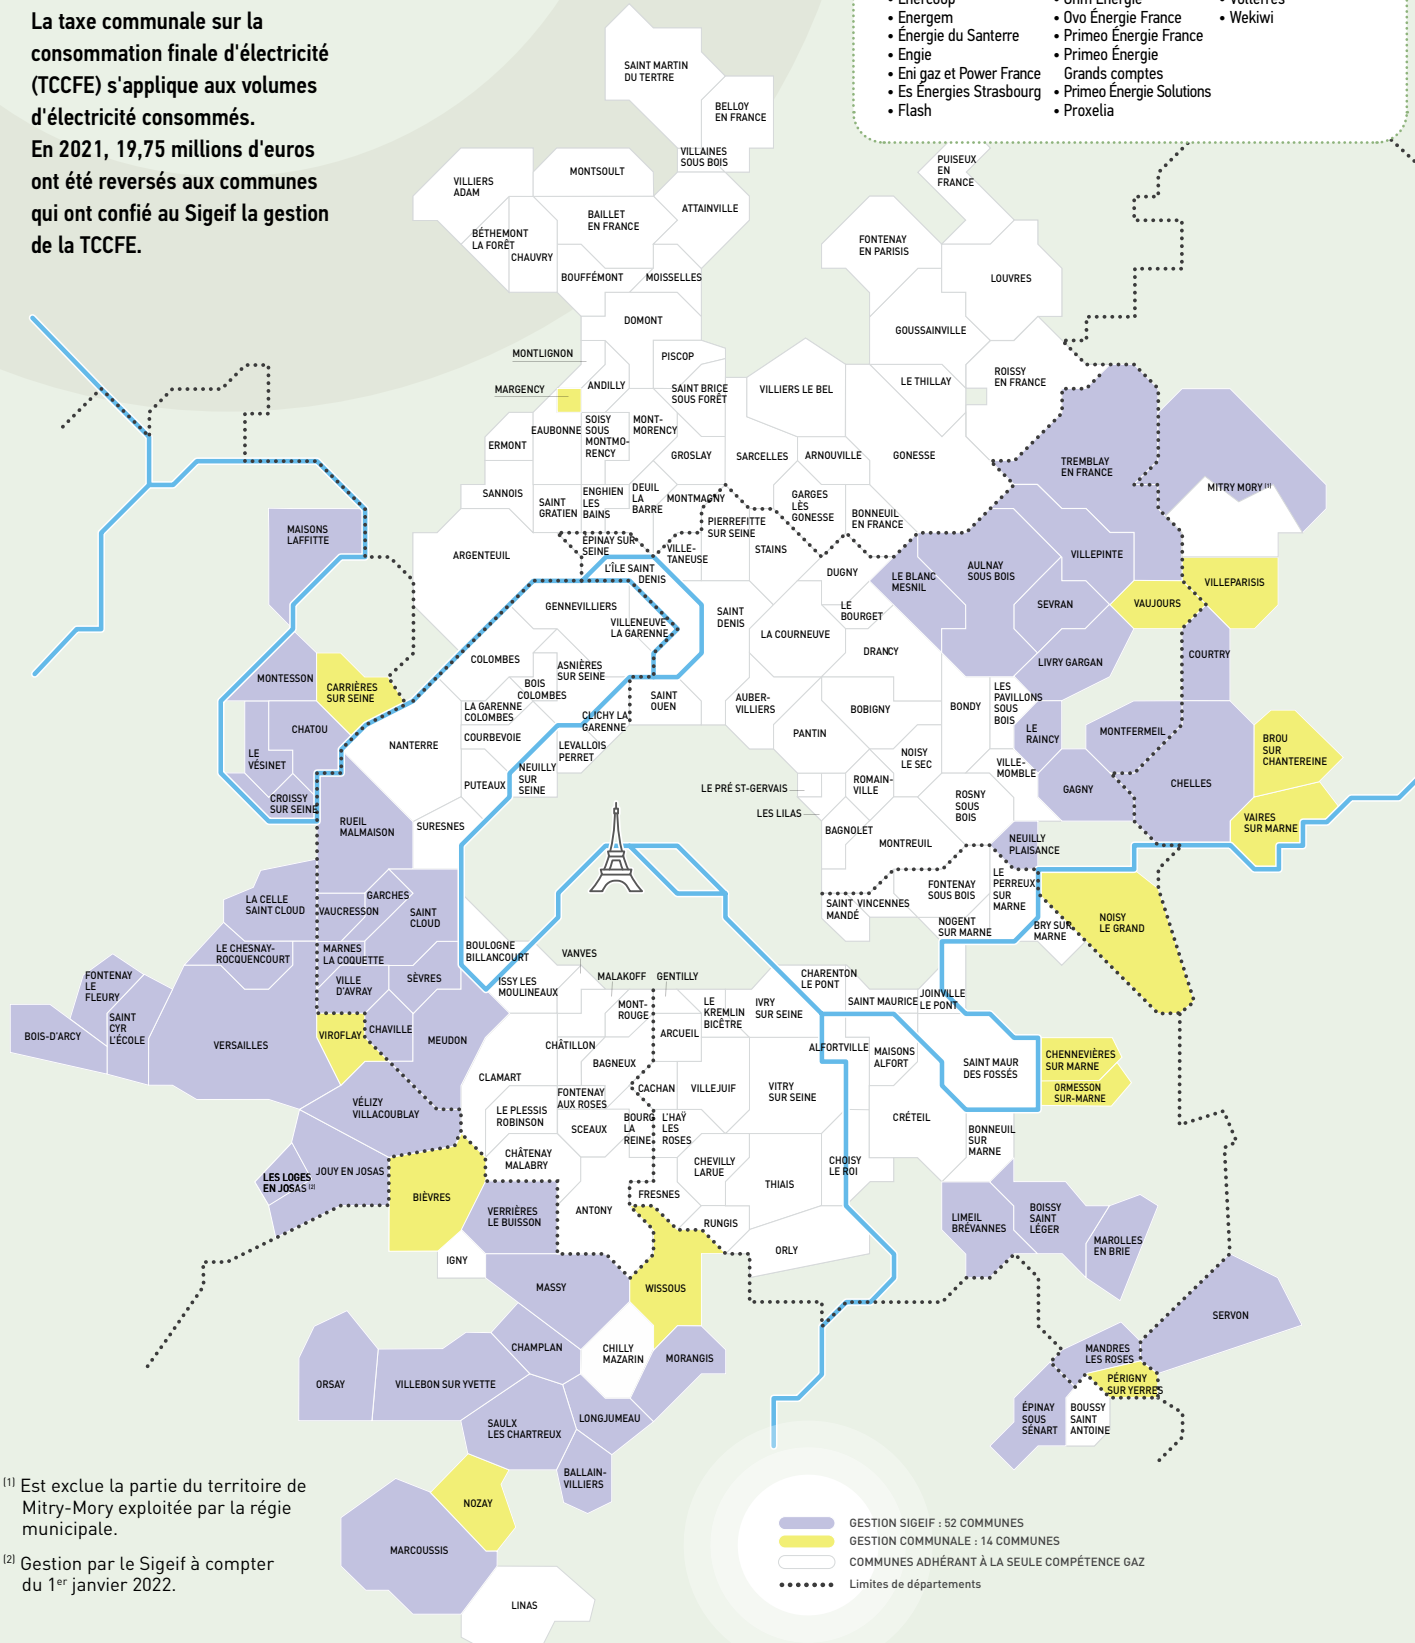 La taxe communale sur la
consommation finale d'électricité
(TCCFE) s'applique aux volumes
d'électricité consommés.
En 2021, 19,75 millions d'euros
ont été reversés aux communes
qui ont confié au Sigeif la gestion
de la TCCFE.
• Energem
• Énergie du Santerre
• Engie
• Eni gaz et Power France
• Es Énergies Strasbourg
• Flash
• Ovo Énergie France
• Primeo Énergie France
• Primeo Énergie
Grands comptes
• Primeo Énergie Solutions
• Proxelia
• Wekiwi
SAINT MARTIN
DU TERTRE
BELLOY
EN FRANCE
VILLAINES
SOUS BOIS
PUISEUX
EN
FRANCE
MONTSOULT
VILLIERS
ADAM
ATTAINVILLE
BAILLET
EN FRANCE
BÉTHEMONT
LA FORÊT
CHAUVRY
FONTENAY
EN PARISIS
BOUFFÉMONT
MOISSELLES
LOUVRES
DOMONT
GOUSSAINVILLE
MONTLIGNON
PISCOP
ROISSY
EN FRANCE
MARGENCY
ANDILLY
SAINT BRICE
SOUS FORÊT
VILLIERS LE BEL
LE THILLAY
EAUBONNE
SOISY
SOUS
MONTMO-
RENCY
MONT-
MORENCY
ERMONT
GROSLAY
SARCELLES
ARNOUVILLE
GONESSE
TREMBLAY
EN FRANCE
MITRY MORY (1)
SANNOIS
SAINT
GRATIEN
ENGHIEN
LES
BAINS
DEUIL
LA
BARRE
MONTMAGNY
GARGES
LÈS
GONESSE
BONNEUIL
EN FRANCE
PIERREFITTE
SUR SEINE
MAISONS
LAFFITTE
ARGENTEUIL
ÉPINAY SUR
SEINE
VILLE-
TANEUSE
STAINS
VILLEPINTE
L'ÎLE SAINT
DENIS
DUGNY
LE BLANC
MESNIL
AULNAY
SOUS BOIS
VILLEPARISIS
GENNEVILLIERS
VILLENEUVE
LA GARENNE
SAINT
DENIS
LE
BOURGET
SEVRAN
VAUJOURS
LA COURNEUVE
DRANCY
COURTRY
COLOMBES
ASNIÈRES
SUR SEINE
LIVRY GARGAN
MONTESSON
CARRIÈRES
SUR SEINE
BOIS
COLOMBES
SAINT
OUEN
AUBER-
VILLIERS
BOBIGNY
BONDY
LES
PAVILLONS
SOUS
BOIS
LA GARENNE
COLOMBES
CLICHY LA
GARENNE
CHATOU
COURBEVOIE
PANTIN
LE
RAINCY
MONTFERMEIL
NANTERRE
LEVALLOIS
PERRET
BROU
SUR
CHANTEREINE
LE
VÉSINET
NEUILLY
SUR
SEINE
NOISY
LE SEC
VILLE-
MOMBLE
PUTEAUX
LE PRÉ ST-GERVAIS
ROMAIN-
VILLE
GAGNY
CHELLES
CROISSY
SUR SEINE
LES LILAS
ROSNY
SOUS
BOIS
RUEIL
MALMAISON
SURESNES
BAGNOLET
VAIRES
SUR MARNE
MONTREUIL
NEUILLY
PLAISANCE
LA CELLE
SAINT CLOUD
GARCHES
VAUCRESSON
SAINT
CLOUD
SAINT
MANDÉ
VINCENNES
FONTENAY
SOUS BOIS
LE
PERREUX
SUR
MARNE
NOGENT
SUR MARNE
BRY SUR
MARNE
NOISY
LE GRAND
LE CHESNAY-
ROCQUENCOURT
MARNES
LA COQUETTE
BOULOGNE
BILLANCOURT
VANVES
FONTENAY
LE
FLEURY
VILLE
D'AVRAY
SÈVRES
ISSY LES
MOULINEAUX
MALAKOFF
GENTILLY
CHARENTON
LE PONT
JOINVILLE
LE PONT
SAINT
CYR
L'ÉCOLE
MONT-
ROUGE
LE
KREMLIN
BICÊTRE
IVRY
SUR SEINE
SAINT MAURICE
BOIS-D'ARCY
VERSAILLES
VIROFLAY
CHAVILLE
MEUDON
CHÂTILLON
ARCUEIL
ALFORTVILLE
MAISONS
ALFORT
SAINT MAUR
DES FOSSÉS
CHENNEVIÈRES
SUR MARNE
BAGNEUX
CLAMART
CACHAN
VILLEJUIF
VITRY
SUR SEINE
ORMESSON
SUR-MARNE
VÉLIZY
VILLACOUBLAY
LE PLESSIS
ROBINSON
FONTENAY
AUX ROSES
SCEAUX
BOURG
LA
REINE
L'HAŸ
LES
ROSES
CRÉTEIL
BONNEUIL
SUR
MARNE
CHÂTENAY
MALABRY
CHEVILLY
LARUE
CHOISY
LE ROI
LES LOGES
EN JOSAS (2)
JOUY EN JOSAS
BIÈVRES
THIAIS
FRESNES
VERRIÈRES
LE BUISSON
ANTONY
RUNGIS
LIMEIL
BRÉVANNES
BOISSY
SAINT
LÉGER
MAROLLES
EN BRIE
IGNY
ORLY
MASSY
WISSOUS
SERVON
CHAMPLAN
CHILLY
MAZARIN
MORANGIS
MANDRES
LES ROSES
ORSAY
VILLEBON SUR YVETTE
PÉRIGNY
SUR YERRES
SAULX
LES CHARTREUX
LONGJUMEAU
ÉPINAY
SOUS
SÉNART
BOUSSY
SAINT
ANTOINE
BALLAIN-
VILLIERS
NOZAY
MARCOUSSIS
LINAS
(1) Est exclue la partie du territoire de
Mitry-Mory exploitée par la régie
municipale.
(2) Gestion par le Sigeif à compter
du 1er janvier 2022.
GESTION SIGEIF : 52 COMMUNES
GESTION COMMUNALE : 14 COMMUNES
COMMUNES ADHÉRANT À LA SEULE COMPÉTENCE GAZ
Limites de départements